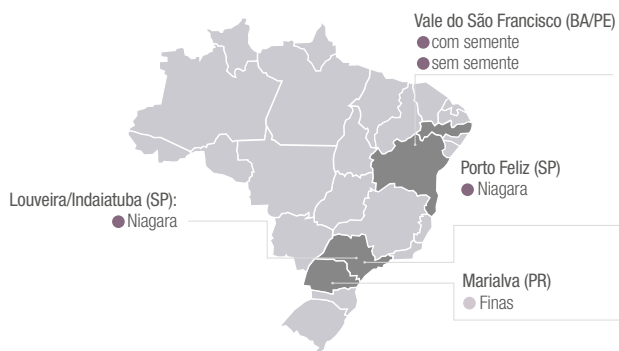 Vale do São Francisco (BA/PE)
com semente
sem semente
Porto Feliz (SP)
Niagara
Louveira/Indaiatuba (SP):
Niagara
Marialva (PR)
Finas